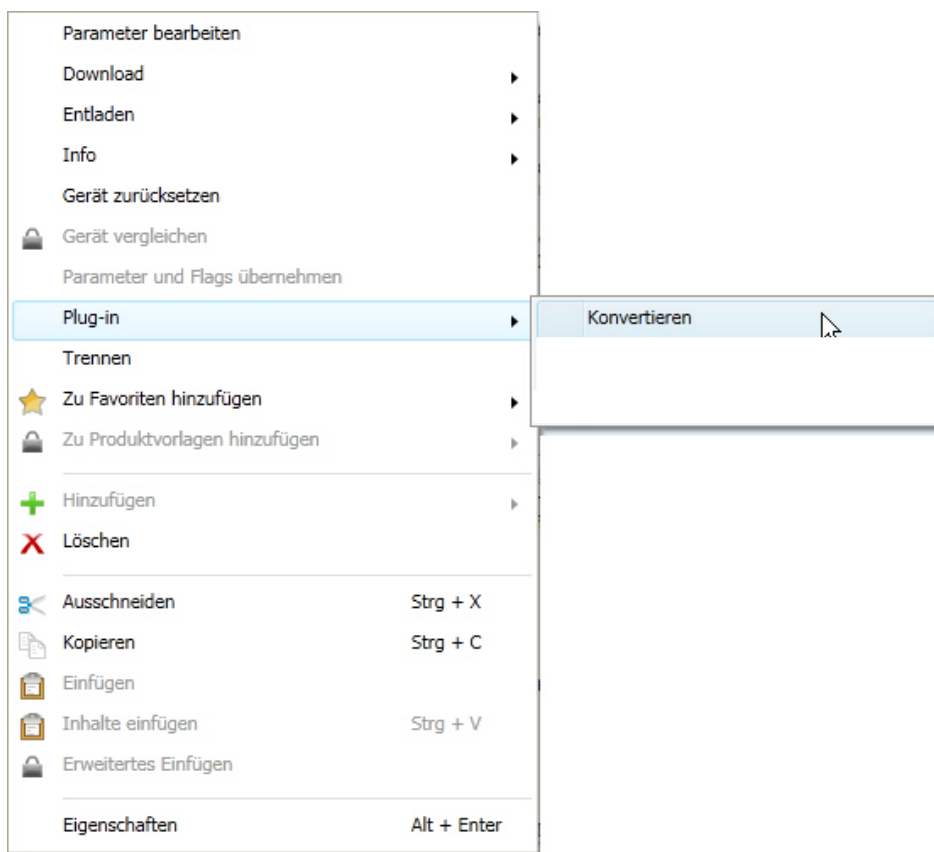 Parameter bearbeiten
Download
Entladen
Info
Gerät zurücksetzen
Gerät vergleichen
Parameter und Flags übernehmen
Plug-in
Konvertieren
Trennen
Zu Favoriten hinzufügen
Zu Produktvorlagen hinzufügen
Hinzufügen
Löschen
Ausschneiden Strg + X
Kopieren Strg + C
Einfügen
Inhalte einfügen Strg + V
Erweitertes Einfügen
Eigenschaften Alt + Enter